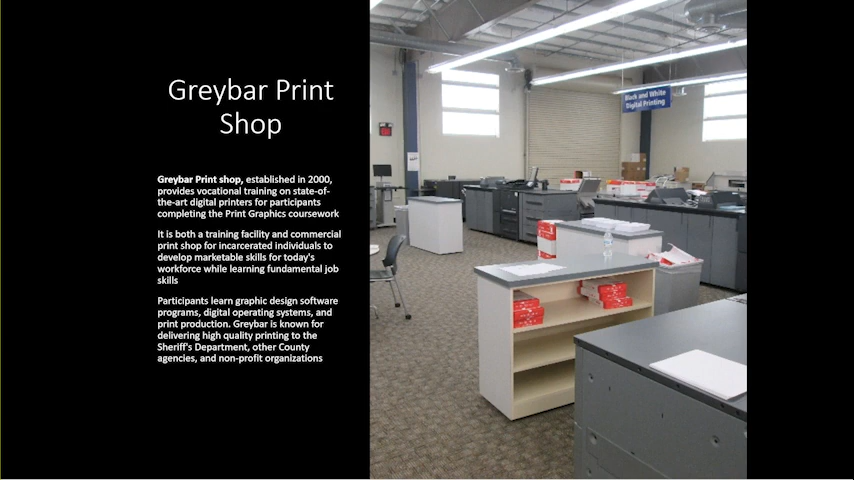 Greybar Print
Shop
Greybar Print shop, established in 2000,
provides vocational training on state-of-
the-art digital printers for participants
completing the Print Graphics coursework
It is both a training facility and commercial
print shop for incarcerated individuals to
develop marketable skills for today's
workforce while learning fundamental job
skills
Participants learn graphic design software
programs, digital operating systems, and
print production. Greybar is known for
delivering high quality printing to the
Sheriff's Department, other County
agencies, and non-profit organizations
Black and White
Digital Printing